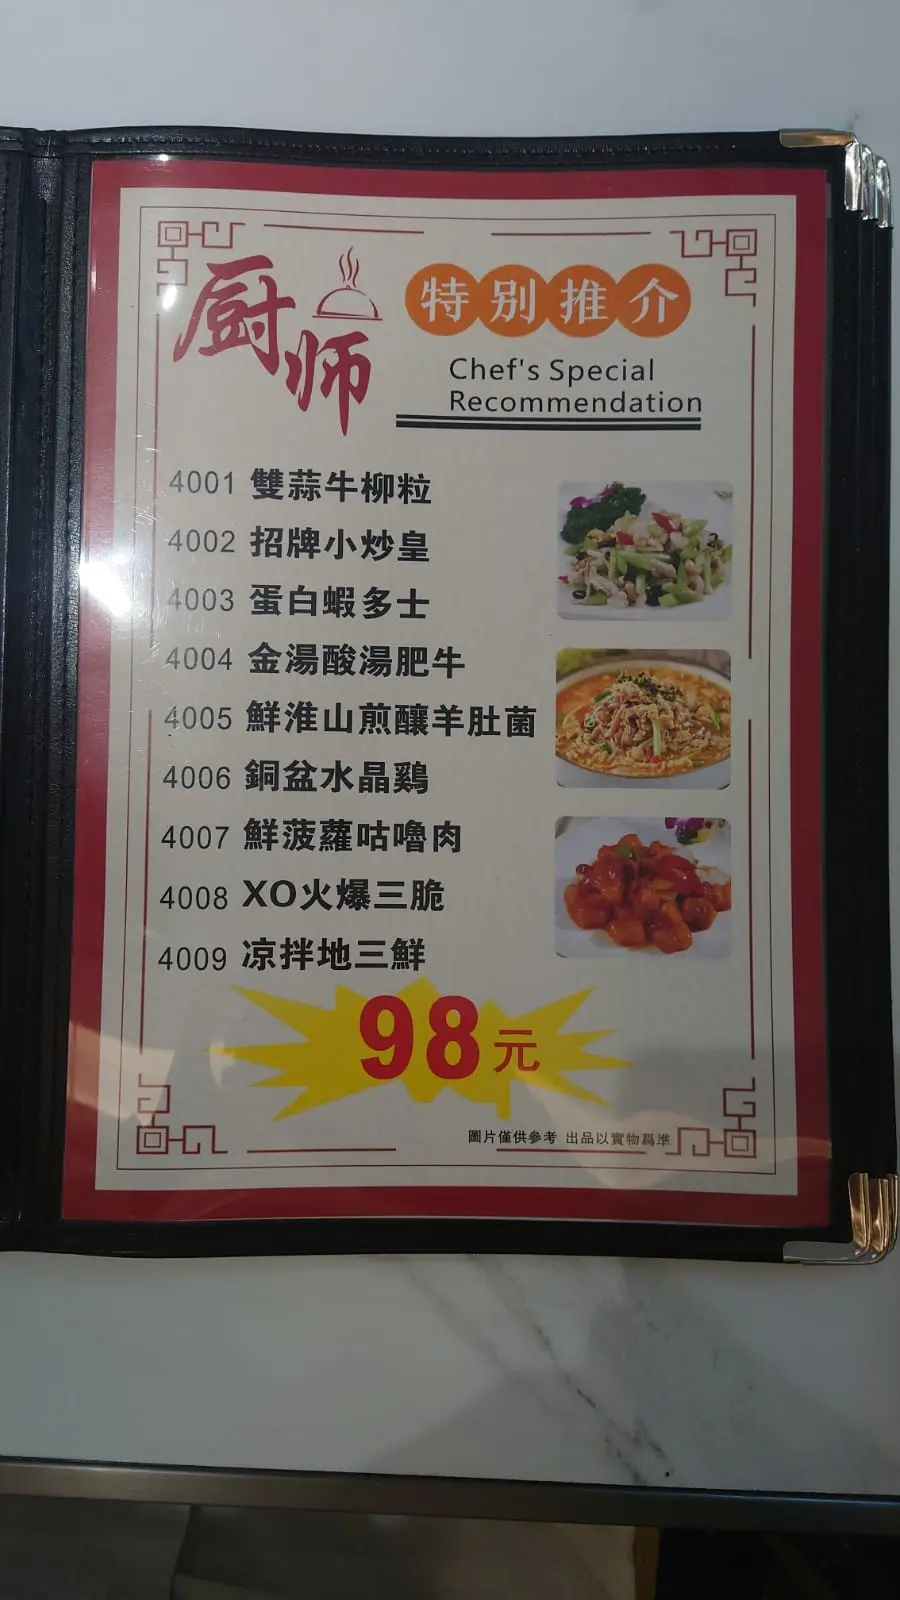 厨师
特别推介
Chef's Special
Recommendation
4001 雙蒜牛柳粒
4002 招牌小炒皇
4003 蛋白蝦多士
4004 金湯酸湯肥牛
4005 鮮淮山煎釀羊肚菌
4006 銅盆水晶鷄
4007 鮮菠蘿咕嚕肉
4008 XO火爆三脆
4009 凉拌地三鮮
98元
圖片僅供參考 出品以實物爲準